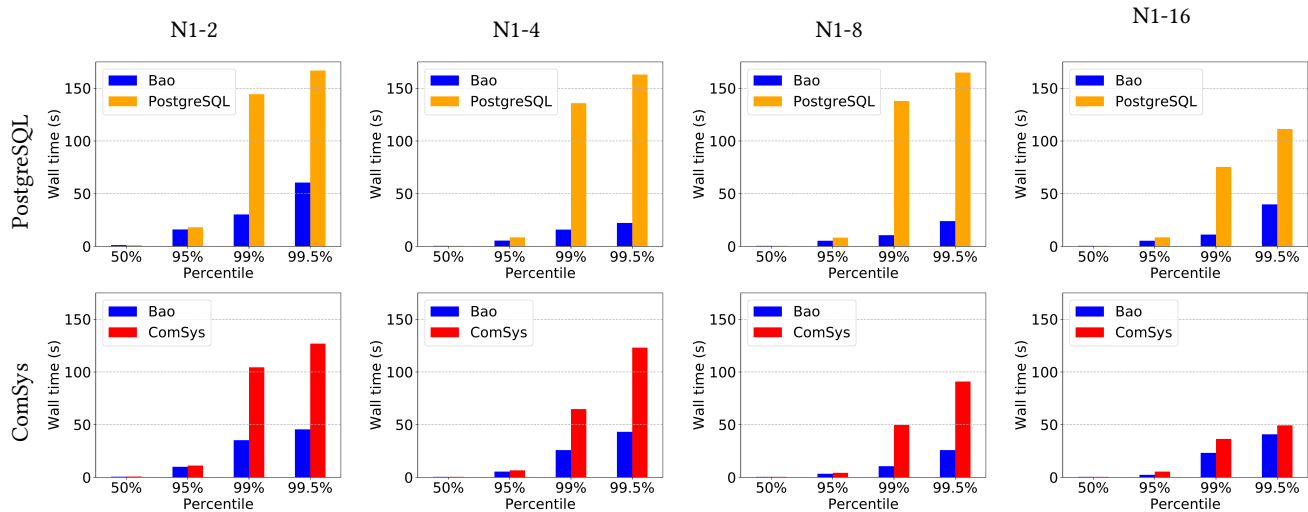 N1-2
N1-4
N1-8
N1-16
PostgreSQL
Wall time (s)
150
100
50
0
Bao
PostgreSQL
50% 95% 99% 99.5%
Percentile
Wall time (s)
150
100
50
0
Bao
PostgreSQL
50% 95% 99% 99.5%
Percentile
Wall time (s)
150
100
50
0
Bao
PostgreSQL
50% 95% 99% 99.5%
Percentile
Wall time (s)
150
100
50
0
Bao
PostgreSQL
50% 95% 99% 99.5%
Percentile
ComSys
Wall time (s)
150
100
50
0
Bao
ComSys
50% 95% 99% 99.5%
Percentile
Wall time (s)
150
100
50
0
Bao
ComSys
50% 95% 99% 99.5%
Percentile
Wall time (s)
150
100
50
0
Bao
ComSys
50% 95% 99% 99.5%
Percentile
Wall time (s)
150
100
50
0
Bao
ComSys
50% 95% 99% 99.5%
Percentile